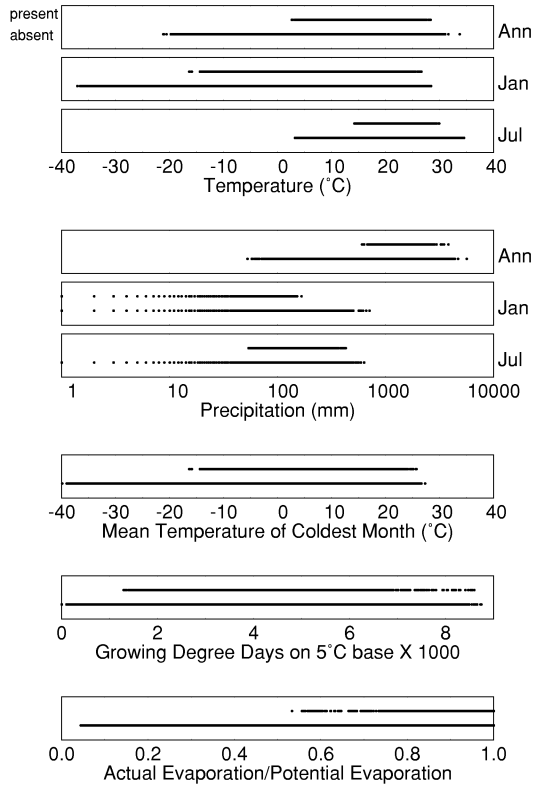 present
absent
Ann
Jan
Jul
-40 -30 -20 -10 0 10 20 30 40
Temperature (˚C)
Ann
Jan
Jul
1 10 100 1000 10000
Precipitation (mm)
-40 -30 -20 -10 0 10 20 30 40
Mean Temperature of Coldest Month (˚C)
0 2 4 6 8
Growing Degree Days on 5˚C base X 1000
0.0 0.2 0.4 0.6 0.8 1.0
Actual Evaporation/Potential Evaporation